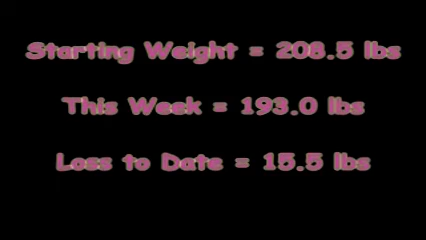 Starting Weight = 208.5 lbs
This Week = 193.0 lbs
Loss to Date = 15.5 lbs